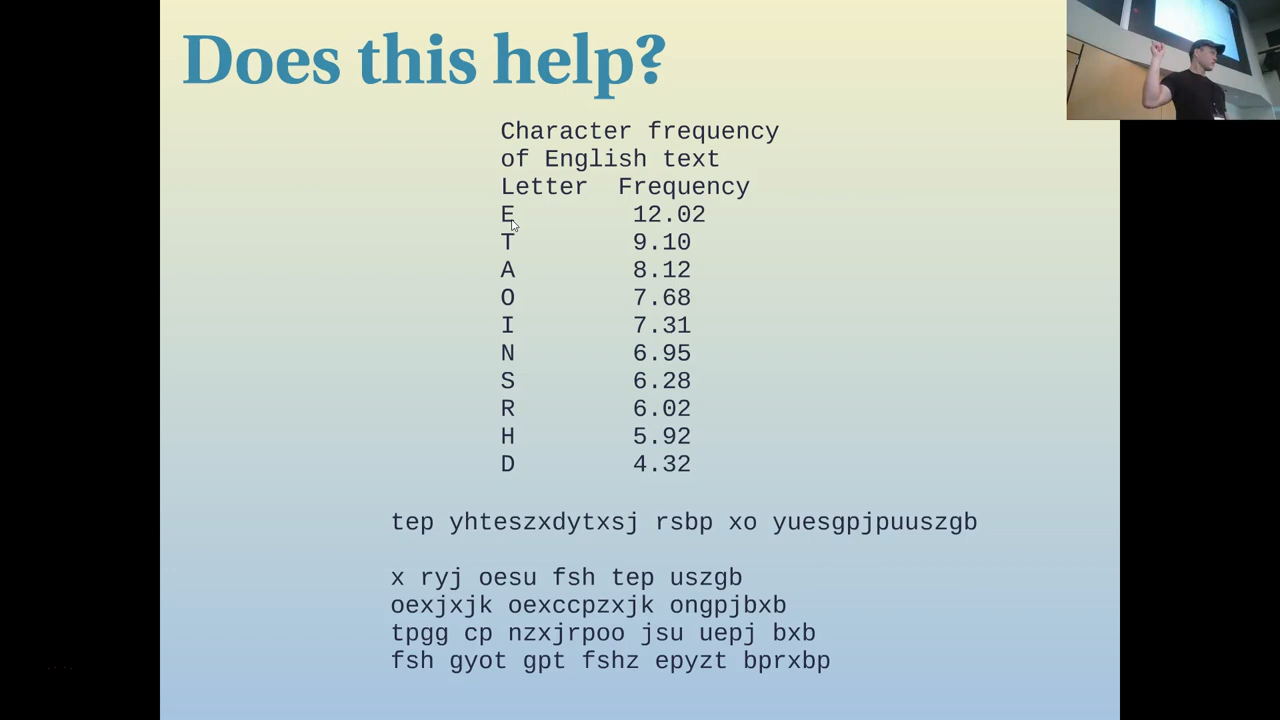 Does this help?
Character frequency
of English text
Letter Frequency
E 12.02
T 9.10
A 8.12
O 7.68
I 7.31
N 6.95
S 6.28
R 6.02
H 5.92
D 4.32
tep yhteszxdytxsj rsbp xo yuesgpjpuuszgb
x ryj oesu fsh tep uszgb
oexjxjk oexccpzxjk ongpjbxb
tpgg cp nzxjrpoo jsu uepj bxb
fsh gyot gpt fshz epyzt bprxbp